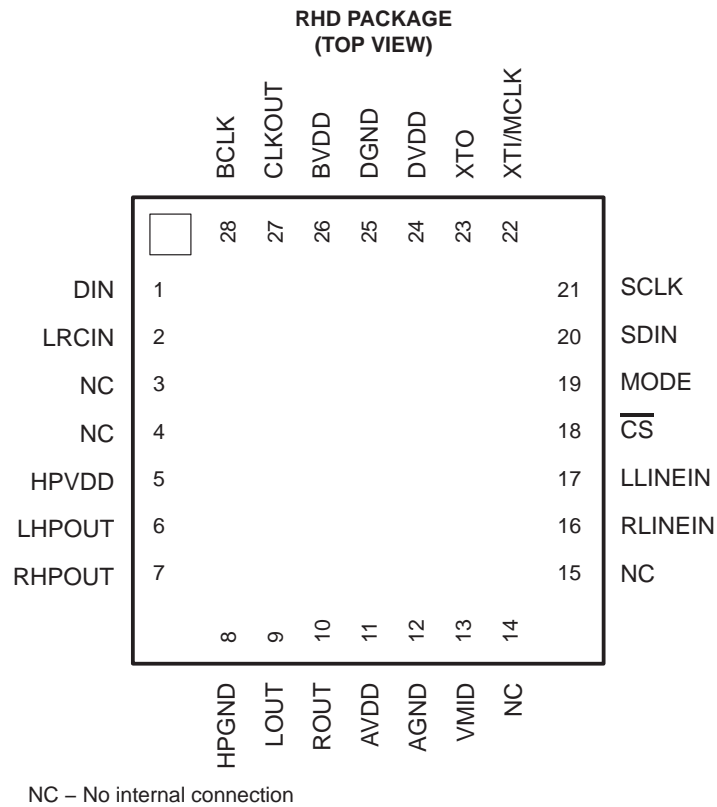 RHD PACKAGE
(TOP VIEW)
BCLK
CLKOUT
BVDD
DGND
DVDD
XTO
XTI/MCLK
28
27
26
25
24
23
22
DIN 1
21 SCLK
LRCIN 2
20 SDIN
NC 3
19 MODE
NC 4
18 CS
HPVDD 5
17 LLINEIN
LHPOUT 6
16 RLINEIN
RHPOUT 7
15 NC
8
9
10
11
12
13
14
HPGND
LOUT
ROUT
AVDD
AGND
VMID
NC
NC – No internal connection